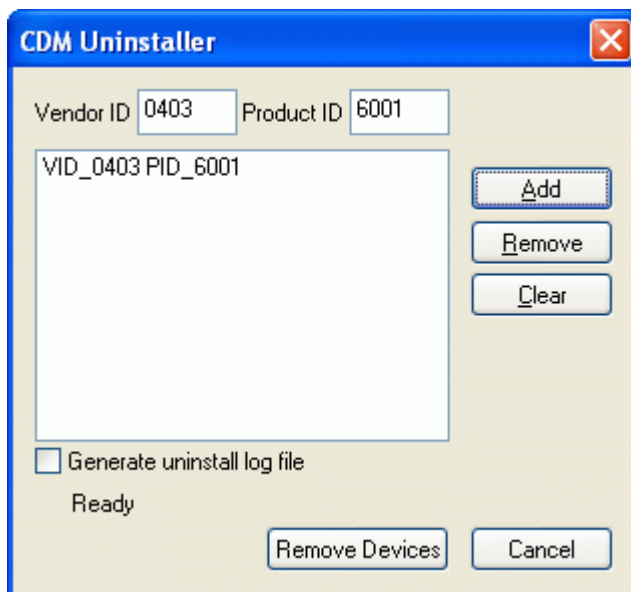 CDM Uninstaller
Vendor ID 0403 Product ID 6001
VID_0403 PID_6001
Add
Remove
Clear
Generate uninstall log file
Ready
Remove Devices Cancel